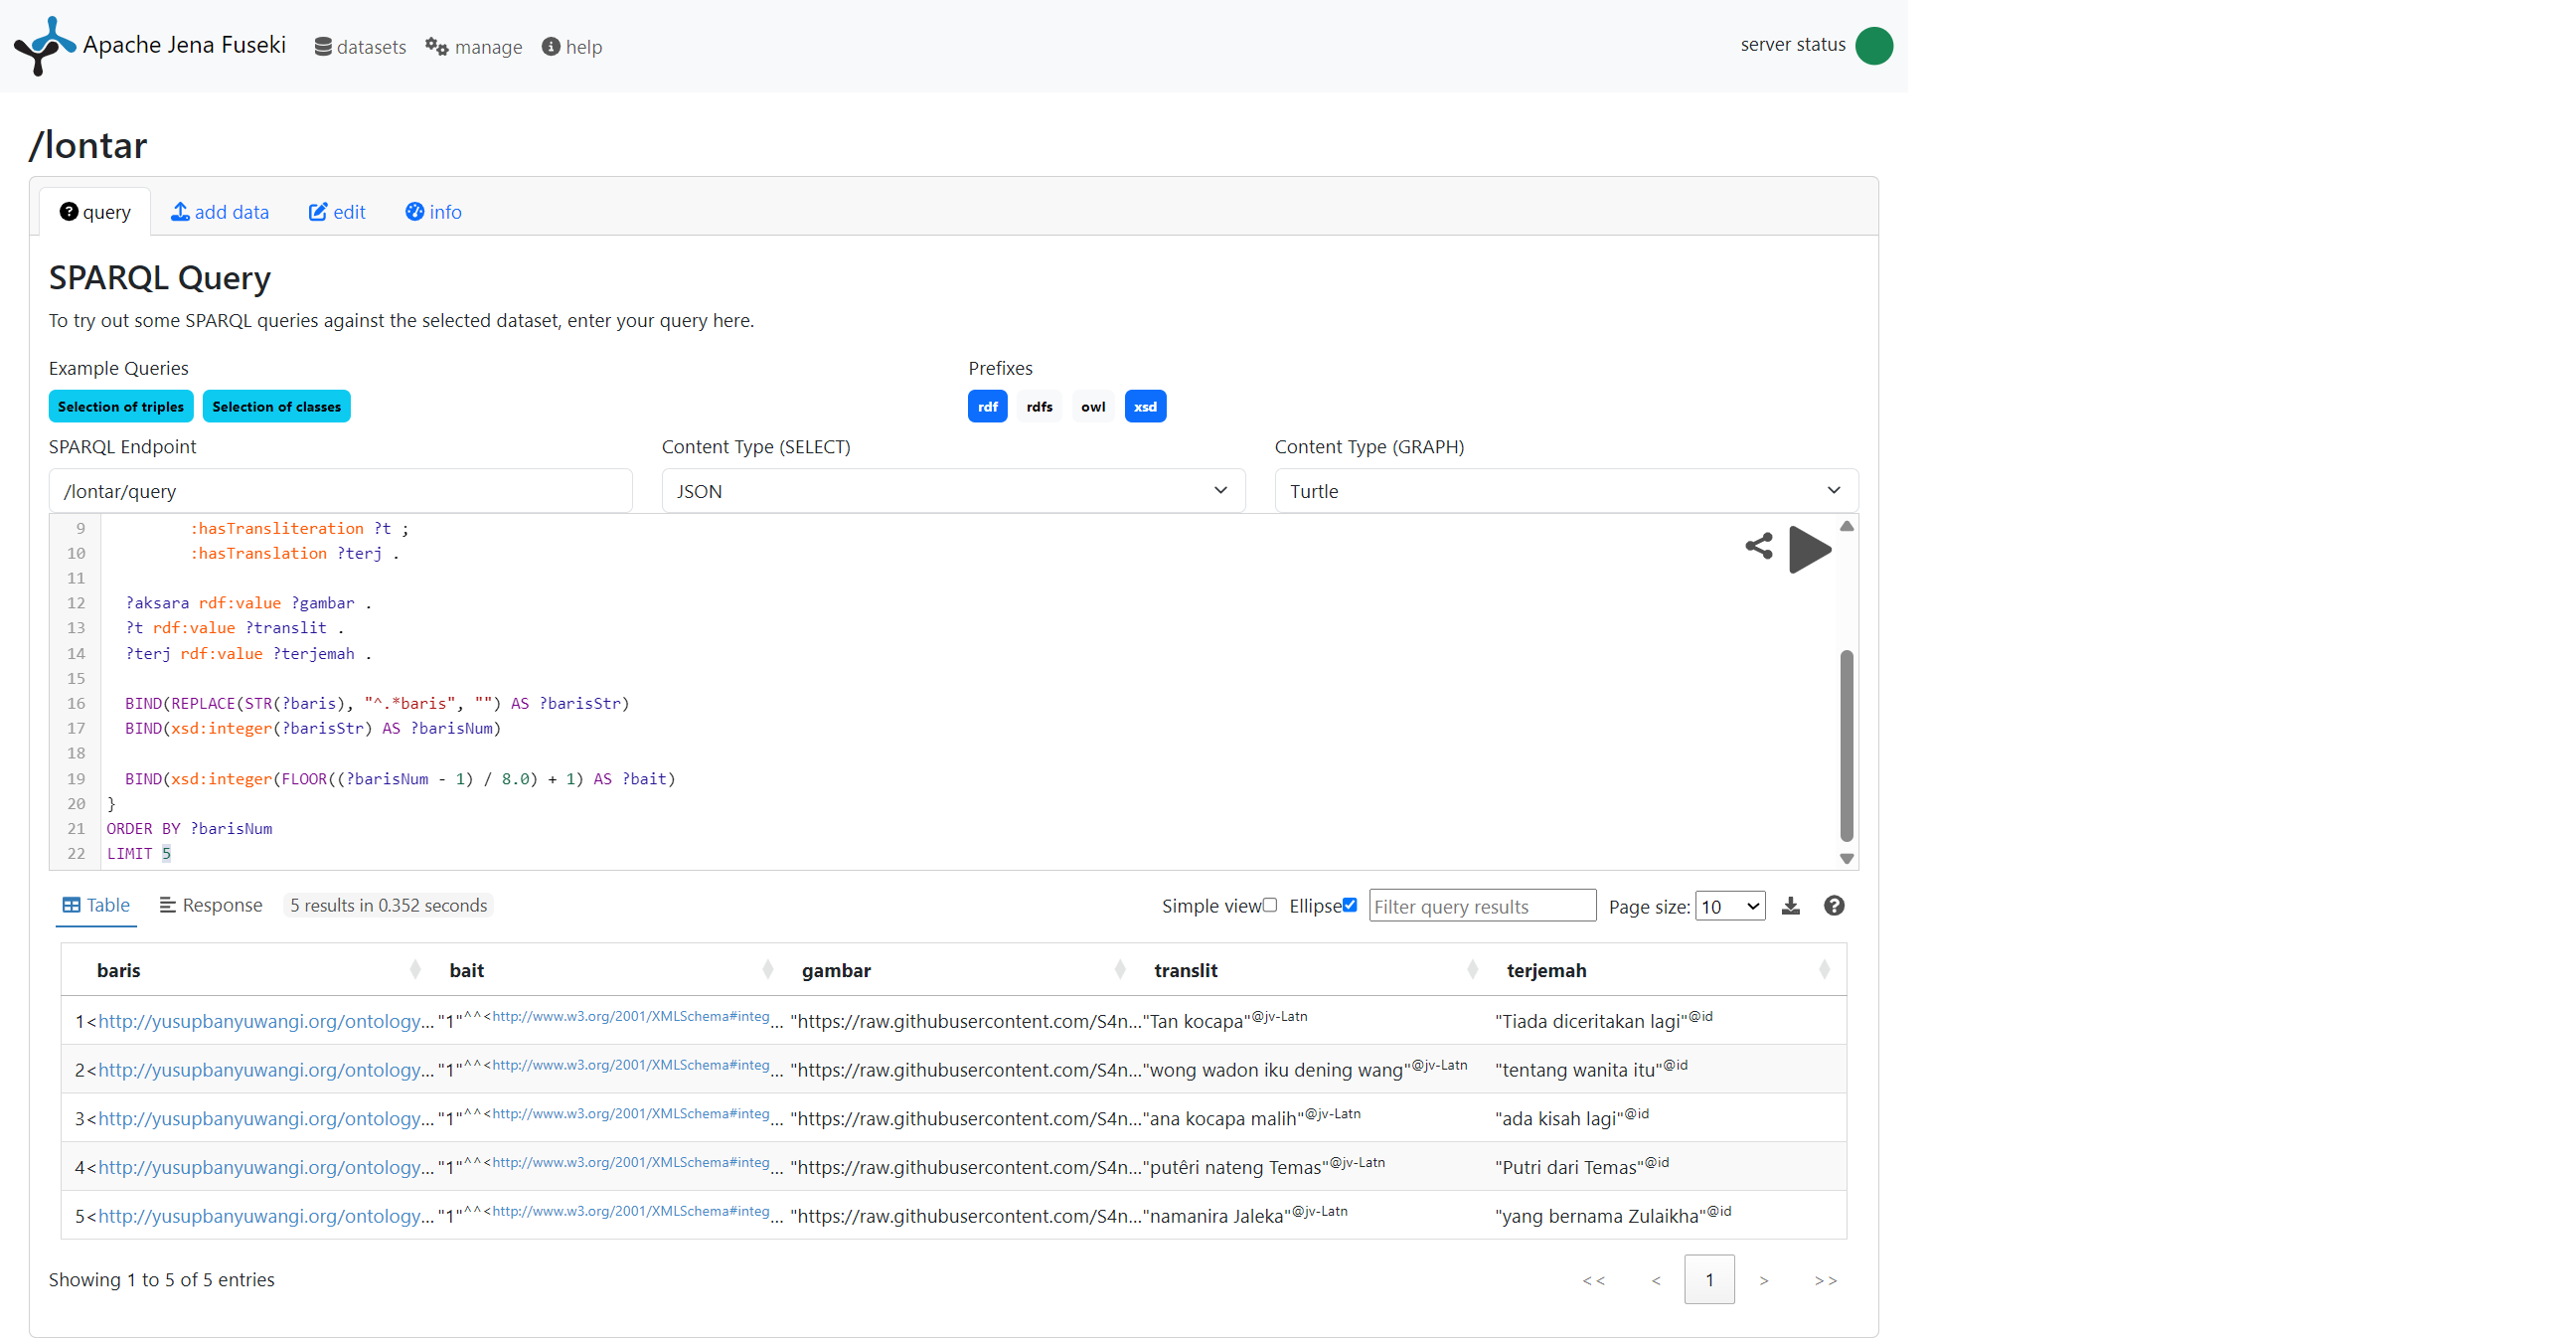 Apache Jena Fuseki datasets manage help server status
/lontar
query add data edit info
SPARQL Query
To try out some SPARQL queries against the selected dataset, enter your query here.
Example Queries Prefixes
Selection of triples Selection of classes rdf rdfs owl xsd
SPARQL Endpoint Content Type (SELECT) Content Type (GRAPH)
/lontar/query JSON Turtle
9 :hasTransliteration ?t ;
10 :hasTranslation ?terj .
11
12 ?aksara rdf:value ?gambar .
13 ?t rdf:value ?translit .
14 ?terj rdf:value ?terjemah .
15
16 BIND(REPLACE(STR(?baris), "^.*baris", "") AS ?barisStr)
17 BIND(xsd:integer(?barisStr) AS ?barisNum)
18
19 BIND(xsd:integer(FLOOR((?barisNum - 1) / 8.0) + 1) AS ?bait)
20 }
21 ORDER BY ?barisNum
22 LIMIT 5
Table Response 5 results in 0.352 seconds Simple view Ellipse Filter query results Page size: 10
baris bait gambar translit terjemah
1 <http://yusupbanyuwangi.org/ontology... "1"^^<http://www.w3.org/2001/XMLSchema#integ... "https://raw.githubusercontent.com/S4n... "Tan kocapa"@jv-Latn "Tiada diceritakan lagi"@id
2 <http://yusupbanyuwangi.org/ontology... "1"^^<http://www.w3.org/2001/XMLSchema#integ... "https://raw.githubusercontent.com/S4n... "wong wadon iku dening wang"@jv-Latn "tentang wanita itu"@id
3 <http://yusupbanyuwangi.org/ontology... "1"^^<http://www.w3.org/2001/XMLSchema#integ... "https://raw.githubusercontent.com/S4n... "ana kocapa malih"@jv-Latn "ada kisah lagi"@id
4 <http://yusupbanyuwangi.org/ontology... "1"^^<http://www.w3.org/2001/XMLSchema#integ... "https://raw.githubusercontent.com/S4n... "putêri nateng Temas"@jv-Latn "Putri dari Temas"@id
5 <http://yusupbanyuwangi.org/ontology... "1"^^<http://www.w3.org/2001/XMLSchema#integ... "https://raw.githubusercontent.com/S4n... "namanira Jaleka"@jv-Latn "yang bernama Zulaikha"@id
Showing 1 to 5 of 5 entries << < 1 > >>